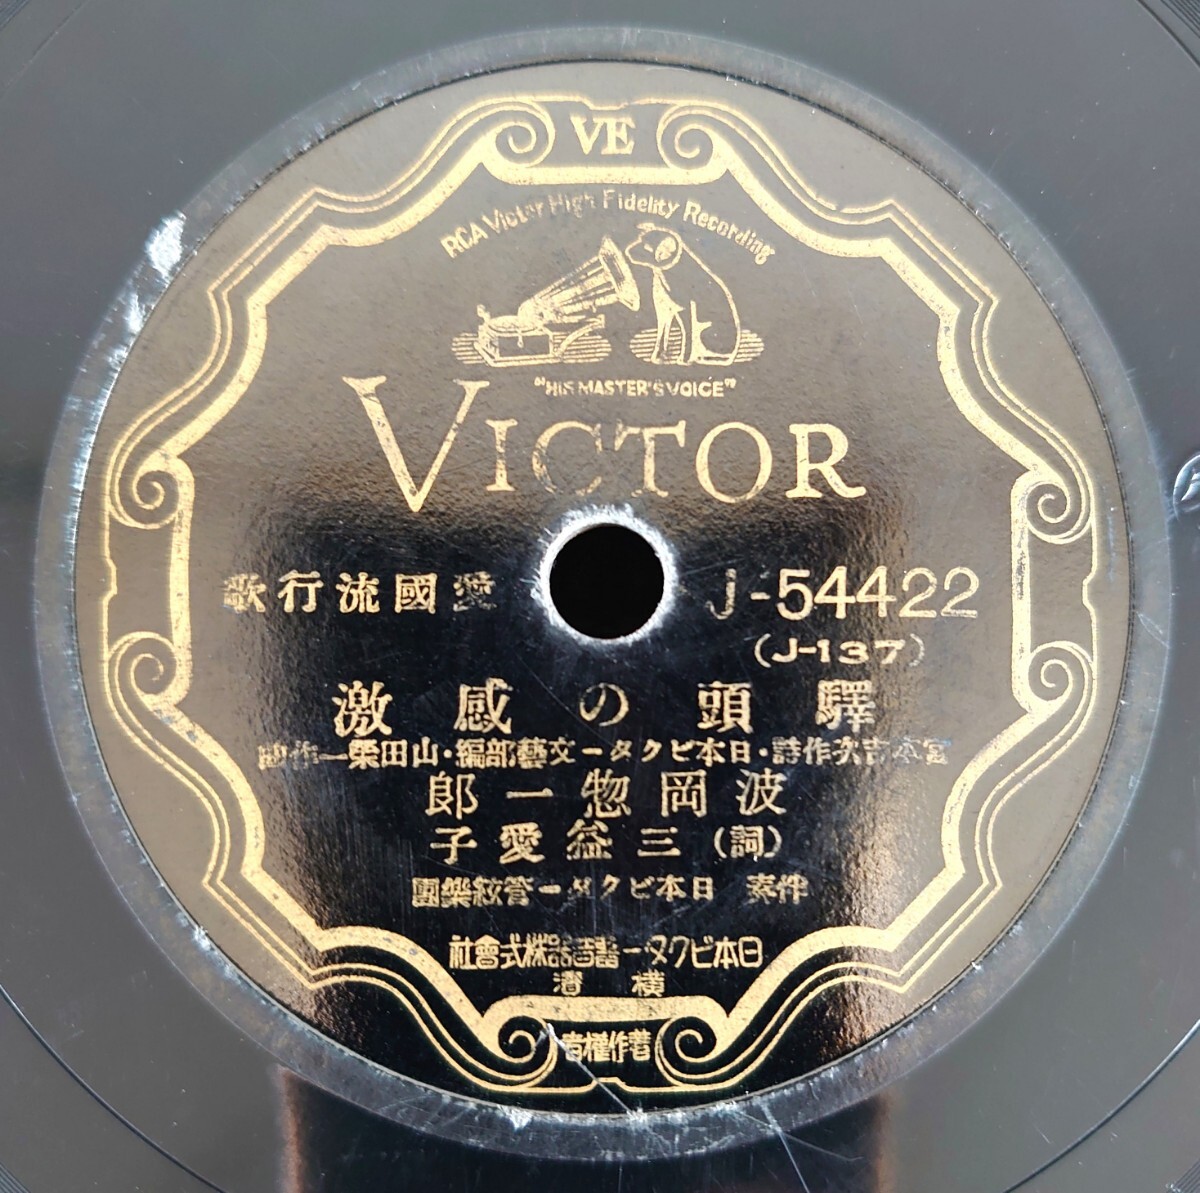 VE
RCA Victor High Fidelity Recording
"HIS MASTER'S VOICE"
VICTOR
愛國流行歌
J-54422
(J-137)
驛頭の感激
宮本吉次作詩・日本ビクター文藝部編・山田榮一作曲
波岡惣一郎
(詞)三益愛子
伴奏 日本ビクター管絃樂團
日本ビクター蓄音器株式會社
横濱
著作權者